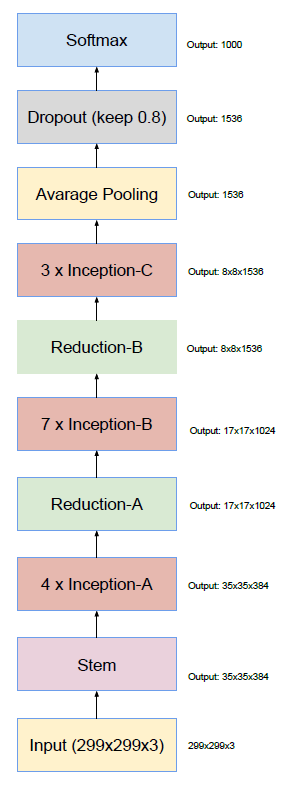 Softmax
Output: 1000
Dropout (keep 0.8)
Output: 1536
Avarage Pooling
Output: 1536
3 x Inception-C
Output: 8x8x1536
Reduction-B
Output: 8x8x1536
7 x Inception-B
Output: 17x17x1024
Reduction-A
Output: 17x17x1024
4 x Inception-A
Output: 35x35x384
Stem
Output: 35x35x384
Input (299x299x3)
299x299x3